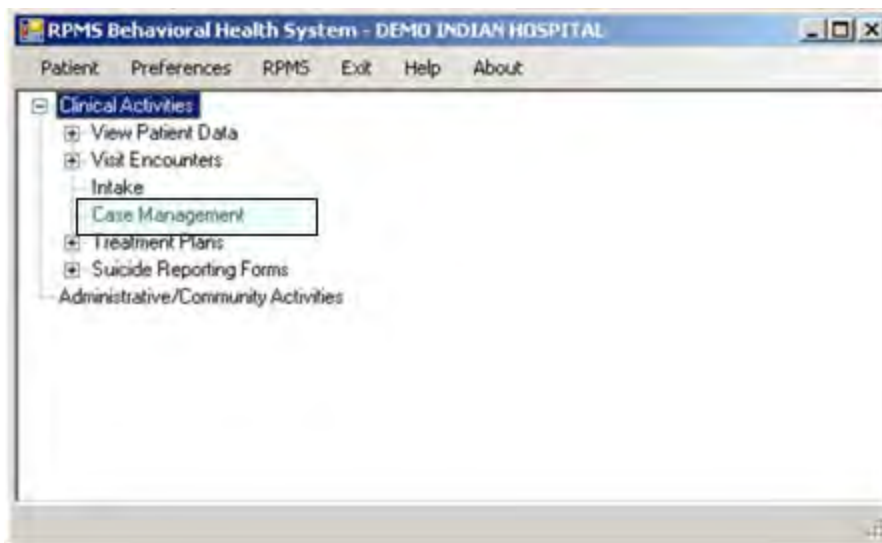 RPMS Behavioral Health System - DEMO INDIAN HOSPITAL
Patient Preferences RPMS Exit Help About
Clinical Activities
View Patient Data
Visit Encounters
Intake
Case Management
Treatment Plans
Suicide Reporting Forms
Administrative/Community Activities